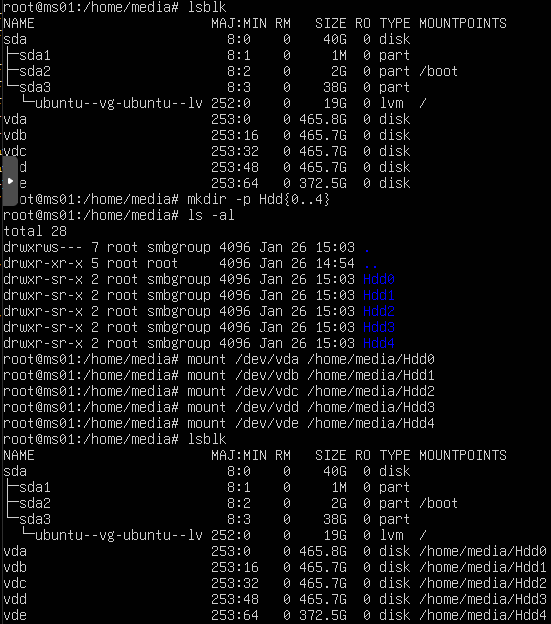 root@ms01:/home/media# lsblk
NAME                      MAJ:MIN RM   SIZE RO TYPE MOUNTPOINTS
sda                         8:0    0    40G  0 disk
├─sda1                      8:1    0     1M  0 part
├─sda2                      8:2    0     2G  0 part /boot
└─sda3                      8:3    0    38G  0 part
  └─ubuntu--vg-ubuntu--lv 252:0    0    19G  0 lvm  /
vda                       253:0    0 465.8G  0 disk
vdb                       253:16   0 465.7G  0 disk
vdc                       253:32   0 465.7G  0 disk
d                       253:48   0 465.7G  0 disk
e                       253:64   0 372.5G  0 disk
root@ms01:/home/media# mkdir -p Hdd{0..4}
root@ms01:/home/media# ls -al
total 28
drwxrws--- 7 root smbgroup 4096 Jan 26 15:03 .
drwxr-xr-x 5 root root     4096 Jan 26 14:54 ..
drwxr-sr-x 2 root smbgroup 4096 Jan 26 15:03 Hdd0
drwxr-sr-x 2 root smbgroup 4096 Jan 26 15:03 Hdd1
drwxr-sr-x 2 root smbgroup 4096 Jan 26 15:03 Hdd2
drwxr-sr-x 2 root smbgroup 4096 Jan 26 15:03 Hdd3
drwxr-sr-x 2 root smbgroup 4096 Jan 26 15:03 Hdd4
root@ms01:/home/media# mount /dev/vda /home/media/Hdd0
root@ms01:/home/media# mount /dev/vdb /home/media/Hdd1
root@ms01:/home/media# mount /dev/vdc /home/media/Hdd2
root@ms01:/home/media# mount /dev/vdd /home/media/Hdd3
root@ms01:/home/media# mount /dev/vde /home/media/Hdd4
root@ms01:/home/media# lsblk
NAME                      MAJ:MIN RM   SIZE RO TYPE MOUNTPOINTS
sda                         8:0    0    40G  0 disk
├─sda1                      8:1    0     1M  0 part
├─sda2                      8:2    0     2G  0 part /boot
└─sda3                      8:3    0    38G  0 part
  └─ubuntu--vg-ubuntu--lv 252:0    0    19G  0 lvm  /
vda                       253:0    0 465.8G  0 disk /home/media/Hdd0
vdb                       253:16   0 465.7G  0 disk /home/media/Hdd1
vdc                       253:32   0 465.7G  0 disk /home/media/Hdd2
vdd                       253:48   0 465.7G  0 disk /home/media/Hdd3
vde                       253:64   0 372.5G  0 disk /home/media/Hdd4